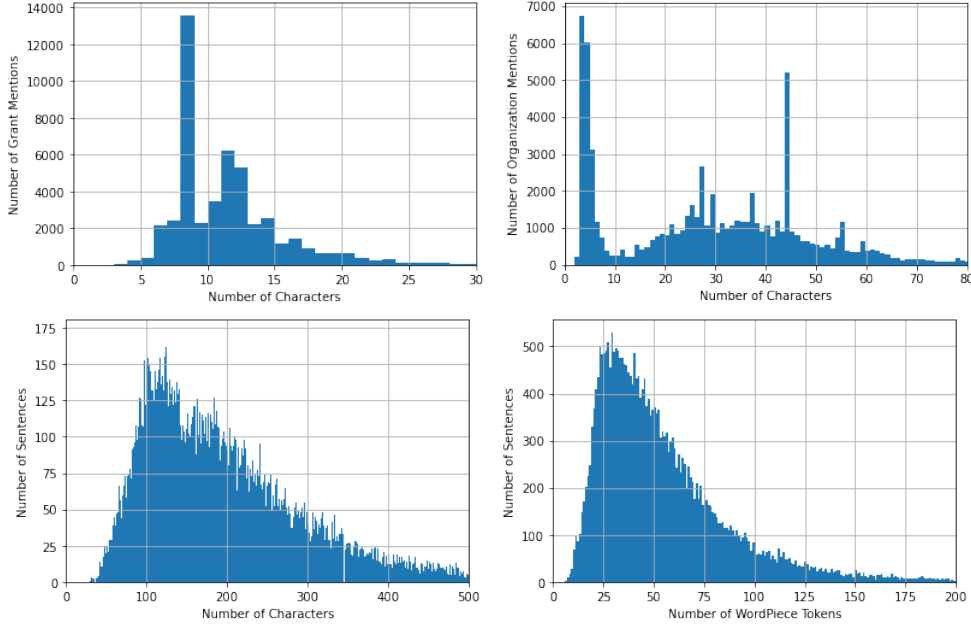 14000
12000
10000
8000
6000
4000
2000
0
Number of Grant Mentions
0 5 10 15 20 25 30
Number of Characters
7000
6000
5000
4000
3000
2000
1000
0
Number of Organization Mentions
0 10 20 30 40 50 60 70 80
Number of Characters
175
150
125
100
75
50
25
0
Number of Sentences
0 100 200 300 400 500
Number of Characters
500
400
300
200
100
0
Number of Sentences
0 25 50 75 100 125 150 175 200
Number of WordPiece Tokens